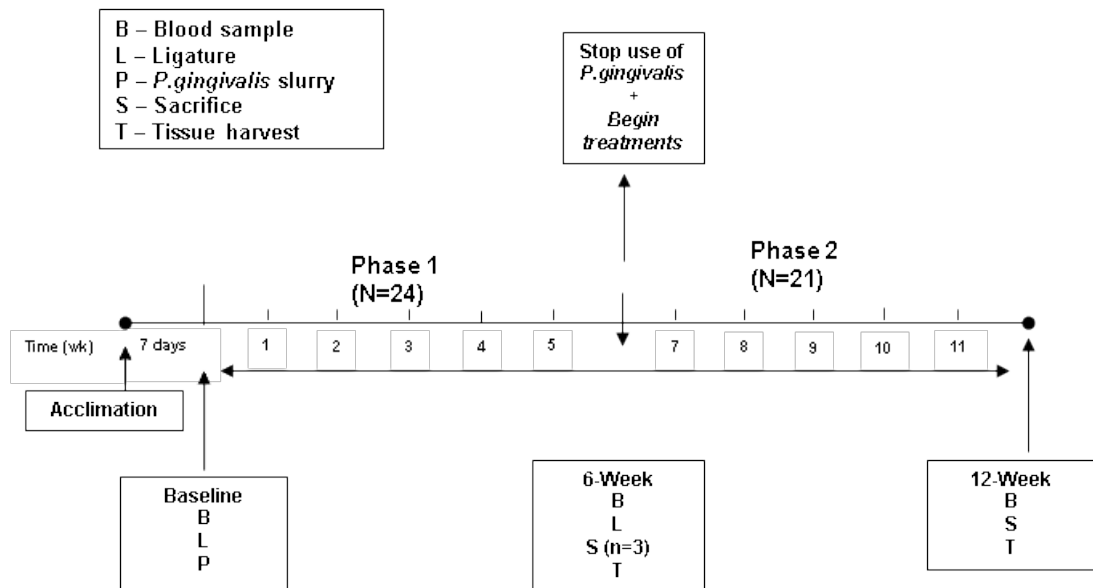 B – Blood sample
L – Ligature
P – P.gingivalis slurry
S – Sacrifice
T – Tissue harvest
Stop use of
P.gingivalis
+
Begin
treatments
Phase 1
(N=24)
Phase 2
(N=21)
Time (wk)
7 days
1
2
3
4
5
7
8
9
10
11
Acclimation
Baseline
B
L
P
6-Week
B
L
S (n=3)
T
12-Week
B
S
T